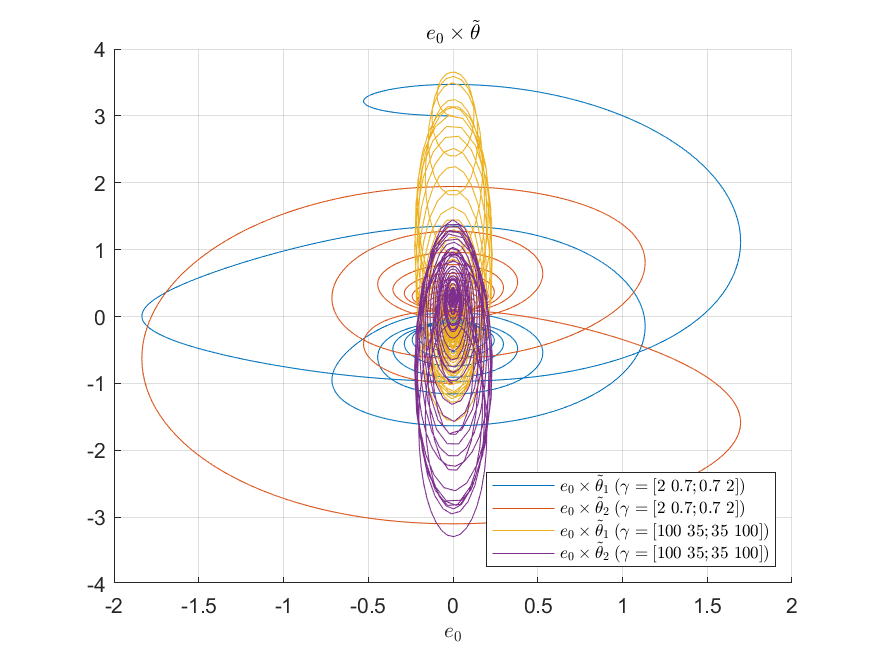 e₀ × θ̃
4
3
2
1
0
-1
-2
-3
-4
e₀ × θ̃₁ (γ = [2 0.7; 0.7 2])
e₀ × θ̃₂ (γ = [2 0.7; 0.7 2])
e₀ × θ̃₁ (γ = [100 35; 35 100])
e₀ × θ̃₂ (γ = [100 35; 35 100])
-2 -1.5 -1 -0.5 0 0.5 1 1.5 2
e₀